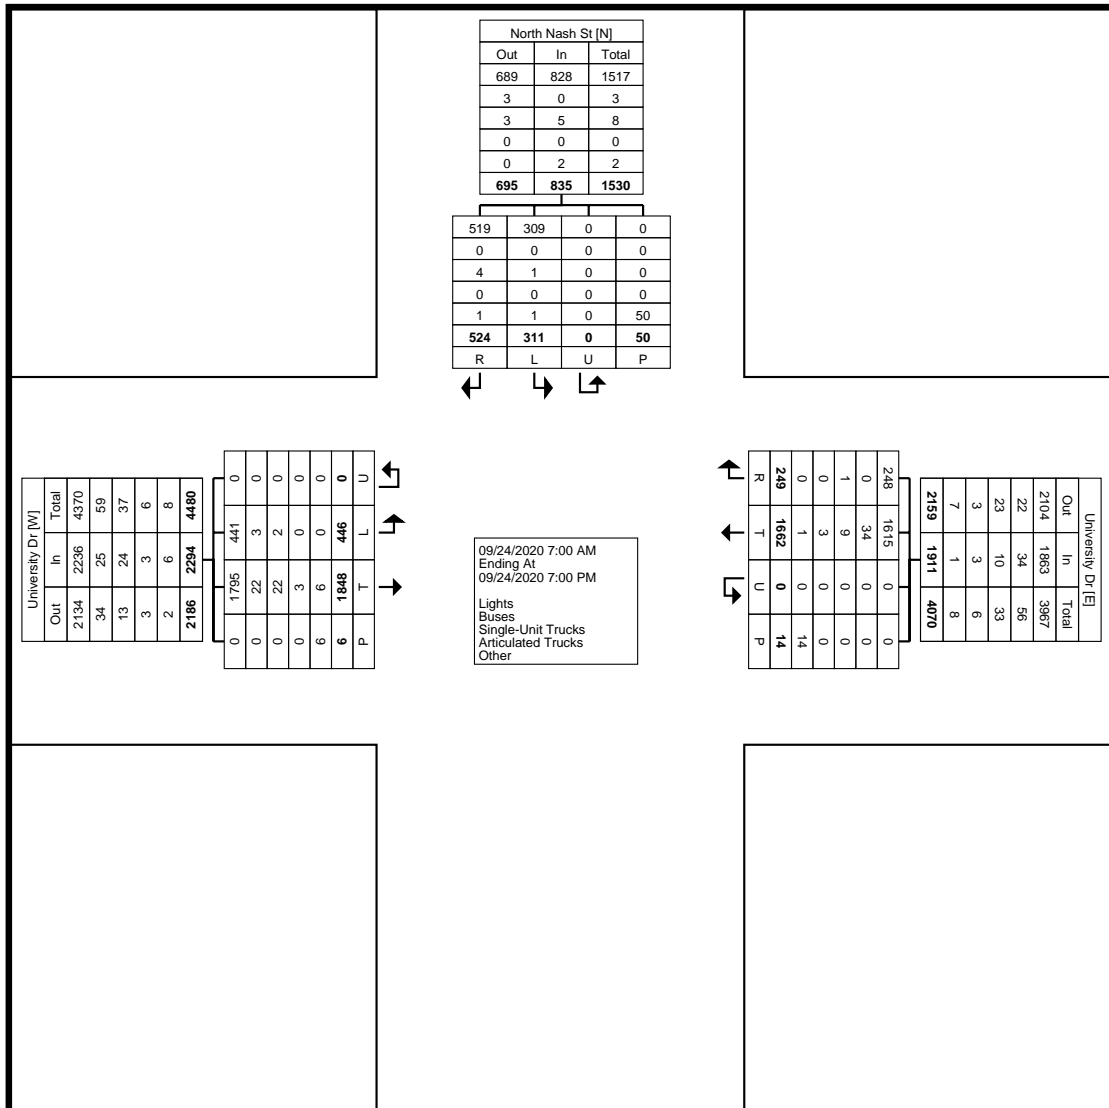 North Nash St [N]
Out In Total
689 828 1517
3 0 3
3 5 8
0 0 0
0 2 2
695 835 1530
519 309 0 0
0 0 0 0
4 1 0 0
0 0 0 0
1 1 0 50
524 311 0 50
R L U P
University Dr [W]
Total In Out
4370 2236 2134
59 25 34
37 24 13
6 3 3
8 6 2
4480 2294 2186
0 441 1795 0
0 3 22 0
0 2 22 0
0 0 3 0
0 0 6 6
0 446 1848 6
U L T P
09/24/2020 7:00 AM
Ending At
09/24/2020 7:00 PM
Lights
Buses
Single-Unit Trucks
Articulated Trucks
Other
University Dr [E]
Out In Total
2104 1863 3967
22 34 56
23 10 33
3 3 6
7 1 8
2159 1911 4070
248 1615 0 0
0 34 0 0
1 9 0 0
0 3 0 0
0 1 0 14
249 1662 0 14
R T U P